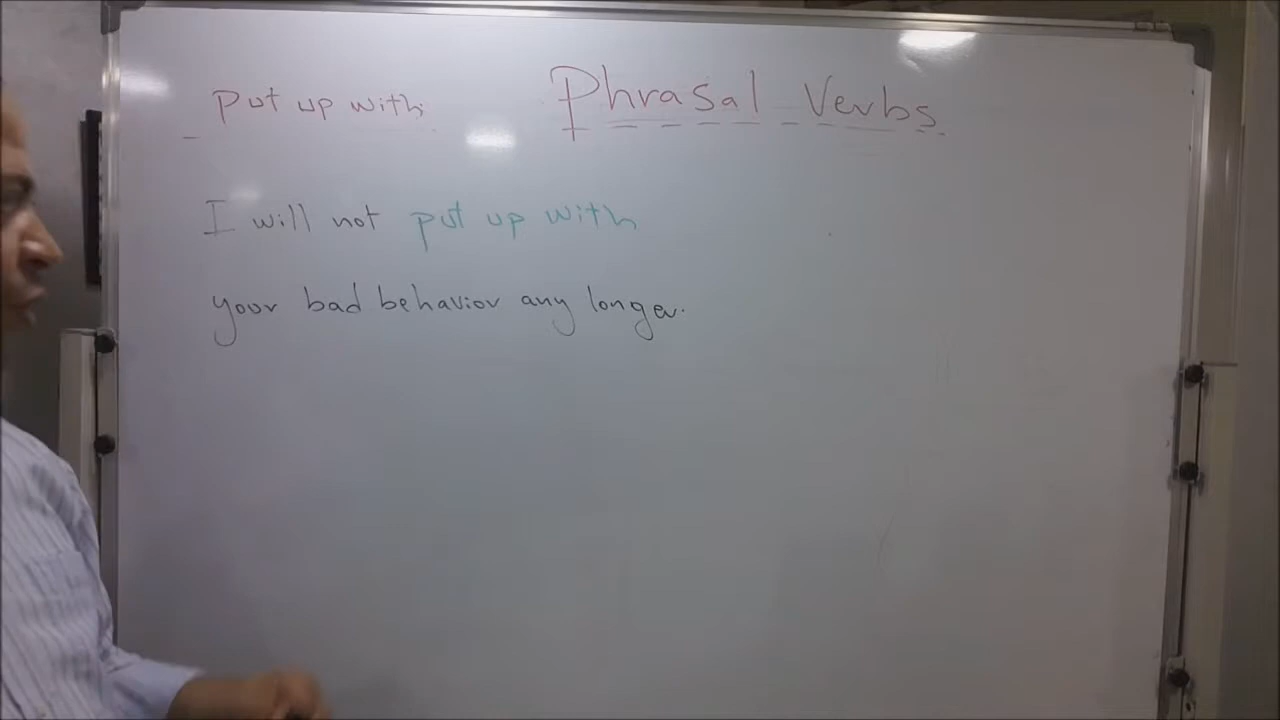 Put up with
Phrasal Verbs
I will not put up with
your bad behavior any longer.